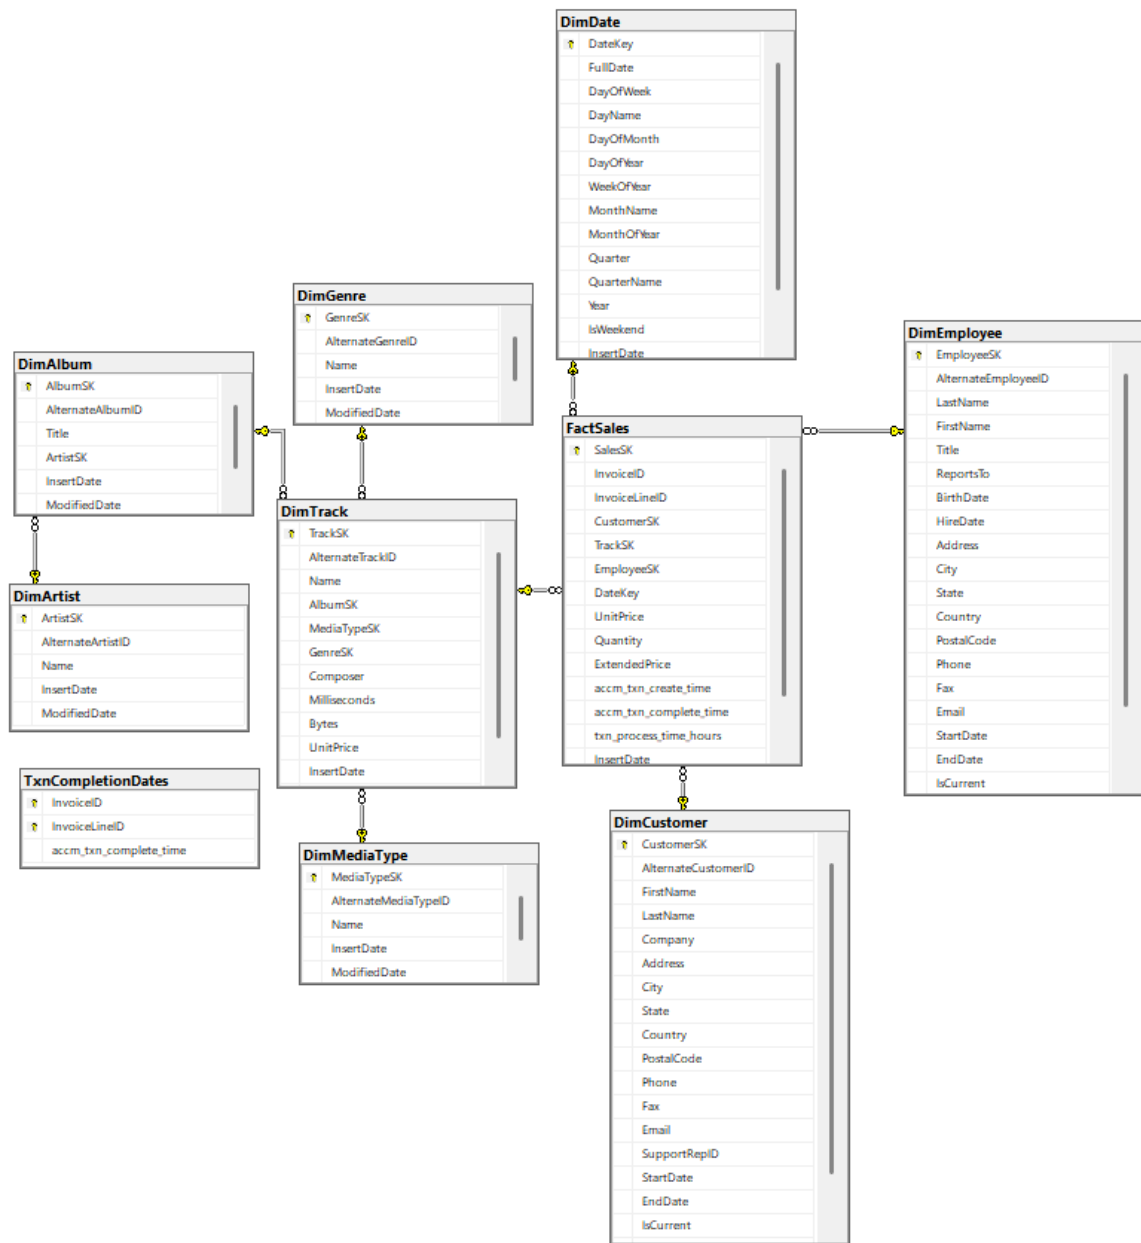 DimDate
DateKey
FullDate
DayOfWeek
DayName
DayOfMonth
DayOfYear
WeekOfYear
MonthName
MonthOfYear
Quarter
QuarterName
Year
IsWeekend
InsertDate
DimGenre
GenreSK
AlternateGenreID
Name
InsertDate
ModifiedDate
DimEmployee
EmployeeSK
AlternateEmployeeID
LastName
FirstName
Title
ReportsTo
BirthDate
HireDate
Address
City
State
Country
PostalCode
Phone
Fax
Email
StartDate
EndDate
IsCurrent
DimAlbum
AlbumSK
AlternateAlbumID
Title
ArtistSK
InsertDate
ModifiedDate
FactSales
SalesSK
InvoiceID
InvoiceLineID
CustomerSK
TrackSK
EmployeeSK
DateKey
UnitPrice
Quantity
ExtendedPrice
accm_txn_create_time
accm_txn_complete_time
txn_process_time_hours
InsertDate
DimTrack
TrackSK
AlternateTrackID
Name
AlbumSK
MediaTypeSK
GenreSK
Composer
Milliseconds
Bytes
UnitPrice
InsertDate
DimArtist
ArtistSK
AlternateArtistID
Name
InsertDate
ModifiedDate
TxnCompletionDates
InvoiceID
InvoiceLineID
accm_txn_complete_time
DimMediaType
MediaTypeSK
AlternateMediaTypeID
Name
InsertDate
ModifiedDate
DimCustomer
CustomerSK
AlternateCustomerID
FirstName
LastName
Company
Address
City
State
Country
PostalCode
Phone
Fax
Email
SupportRepID
StartDate
EndDate
IsCurrent